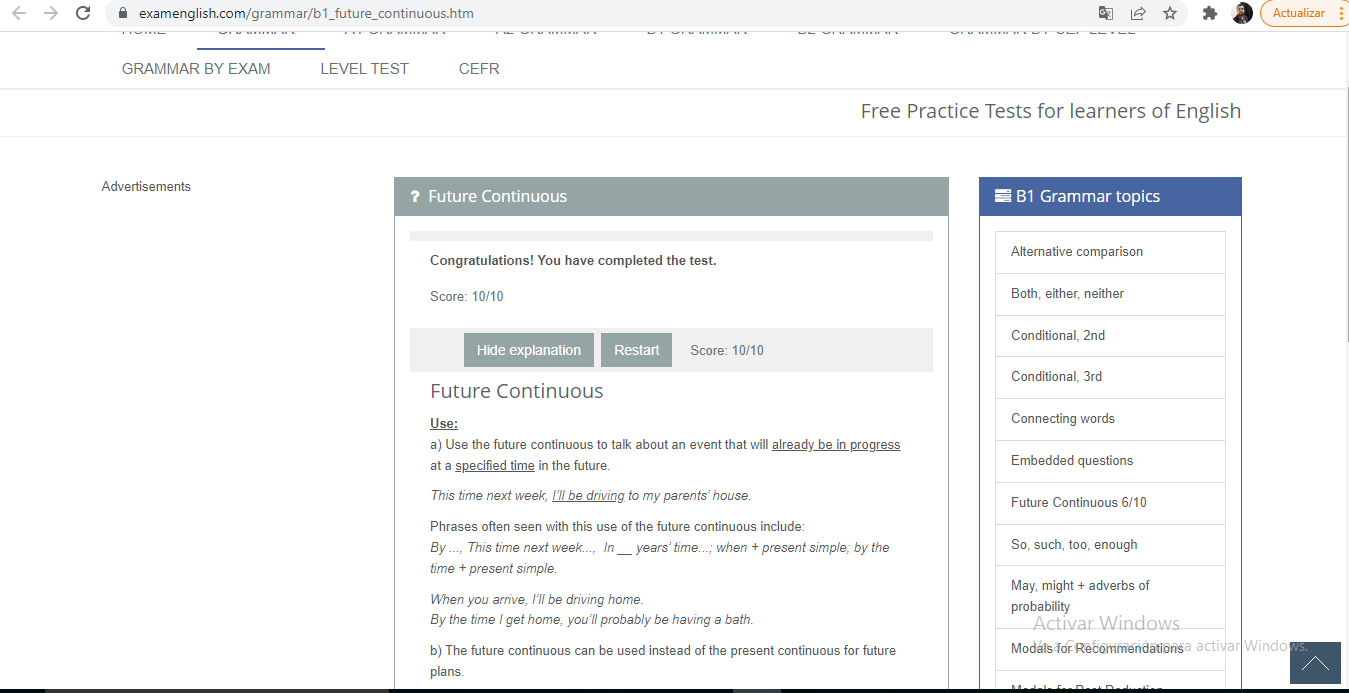 examenglish.com/grammar/b1_future_continuous.htm
Actualizar
HOME GRAMMAR A1 GRAMMAR A2 GRAMMAR B1 GRAMMAR B2 GRAMMAR GRAMMAR BY CEF LEVEL
GRAMMAR BY EXAM LEVEL TEST CEFR
Free Practice Tests for learners of English
Advertisements
? Future Continuous
Congratulations! You have completed the test.
Score: 10/10
Hide explanation Restart Score: 10/10
Future Continuous
Use:
a) Use the future continuous to talk about an event that will already be in progress
at a specified time in the future.
This time next week, I'll be driving to my parents' house.
Phrases often seen with this use of the future continuous include:
By ..., This time next week..., In __ years' time...; when + present simple; by the
time + present simple.
When you arrive, I'll be driving home.
By the time I get home, you'll probably be having a bath.
b) The future continuous can be used instead of the present continuous for future
plans.
B1 Grammar topics
Alternative comparison
Both, either, neither
Conditional, 2nd
Conditional, 3rd
Connecting words
Embedded questions
Future Continuous 6/10
So, such, too, enough
May, might + adverbs of
probability
Modals for Recommendations
Modals for Past Deduction
Activar Windows
Ve a Configuración para activar Windows.